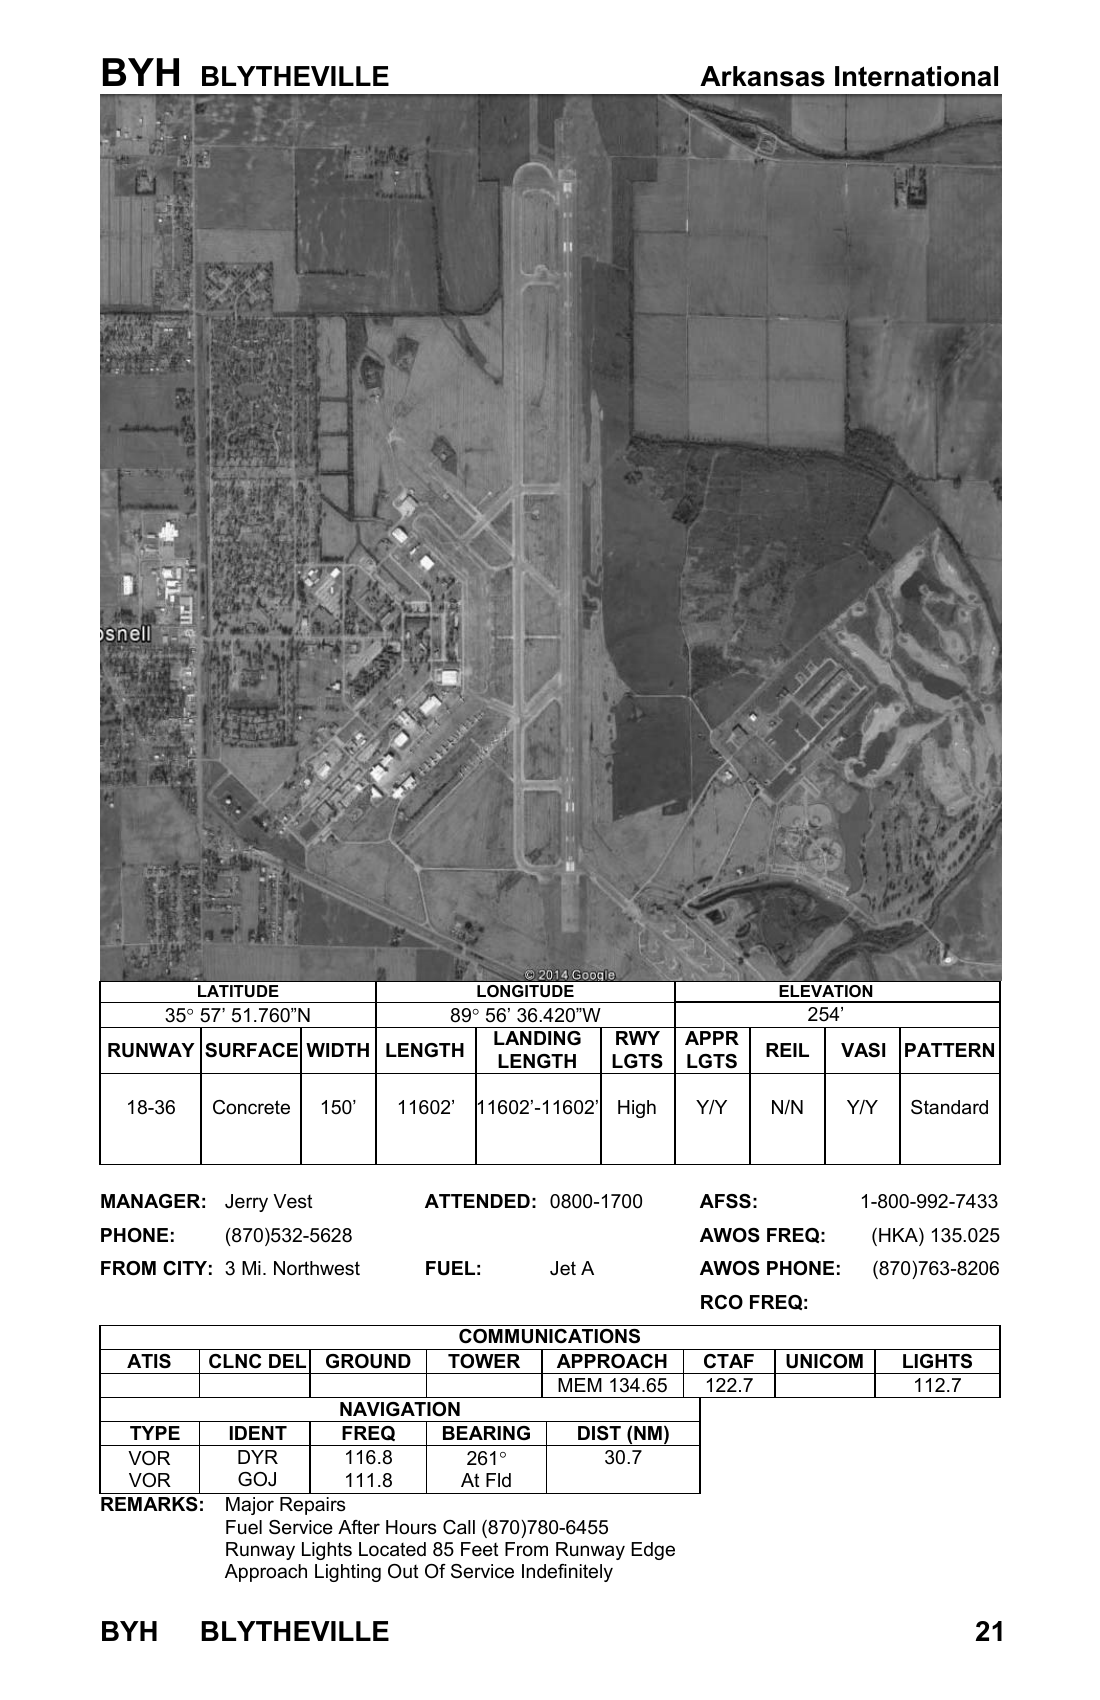 BYH BLYTHEVILLE Arkansas International
osnell
© 2014 Google
LATITUDE LONGITUDE ELEVATION
35° 57’ 51.760”N 89° 56’ 36.420”W 254’
RUNWAY SURFACE WIDTH LENGTH LANDING LENGTH RWY LGTS APPR LGTS REIL VASI PATTERN
18-36 Concrete 150’ 11602’ 11602’-11602’ High Y/Y N/N Y/Y Standard
MANAGER: Jerry Vest ATTENDED: 0800-1700 AFSS: 1-800-992-7433
PHONE: (870)532-5628 AWOS FREQ: (HKA) 135.025
FROM CITY: 3 Mi. Northwest FUEL: Jet A AWOS PHONE: (870)763-8206
RCO FREQ:
COMMUNICATIONS
ATIS CLNC DEL GROUND TOWER APPROACH CTAF UNICOM LIGHTS
MEM 134.65 122.7 112.7
NAVIGATION
TYPE IDENT FREQ BEARING DIST (NM)
VOR DYR 116.8 261° 30.7
VOR GOJ 111.8 At Fld
REMARKS: Major Repairs
Fuel Service After Hours Call (870)780-6455
Runway Lights Located 85 Feet From Runway Edge
Approach Lighting Out Of Service Indefinitely
BYH BLYTHEVILLE 21